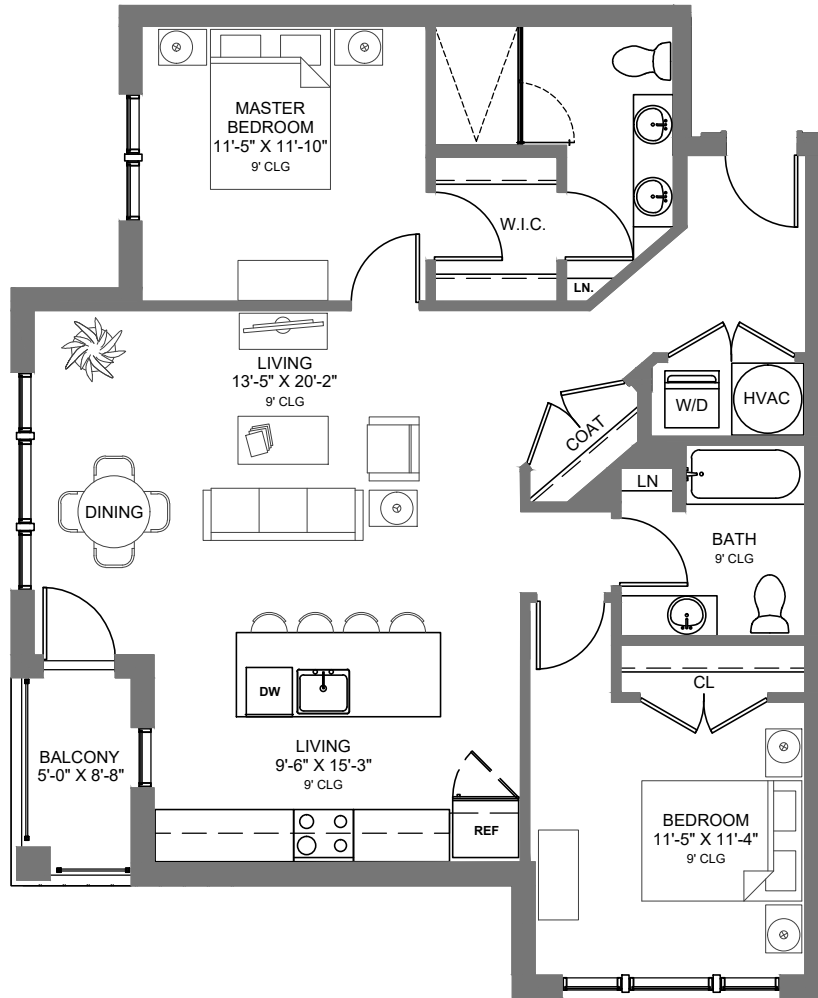 MASTER
BEDROOM
11'-5" X 11'-10"
9' CLG
W.I.C.
LN.
LIVING
13'-5" X 20'-2"
9' CLG
W/D
HVAC
COAT
LN
DINING
BATH
9' CLG
CL
DW
LIVING
9'-6" X 15'-3"
9' CLG
BALCONY
5'-0" X 8'-8"
REF
BEDROOM
11'-5" X 11'-4"
9' CLG